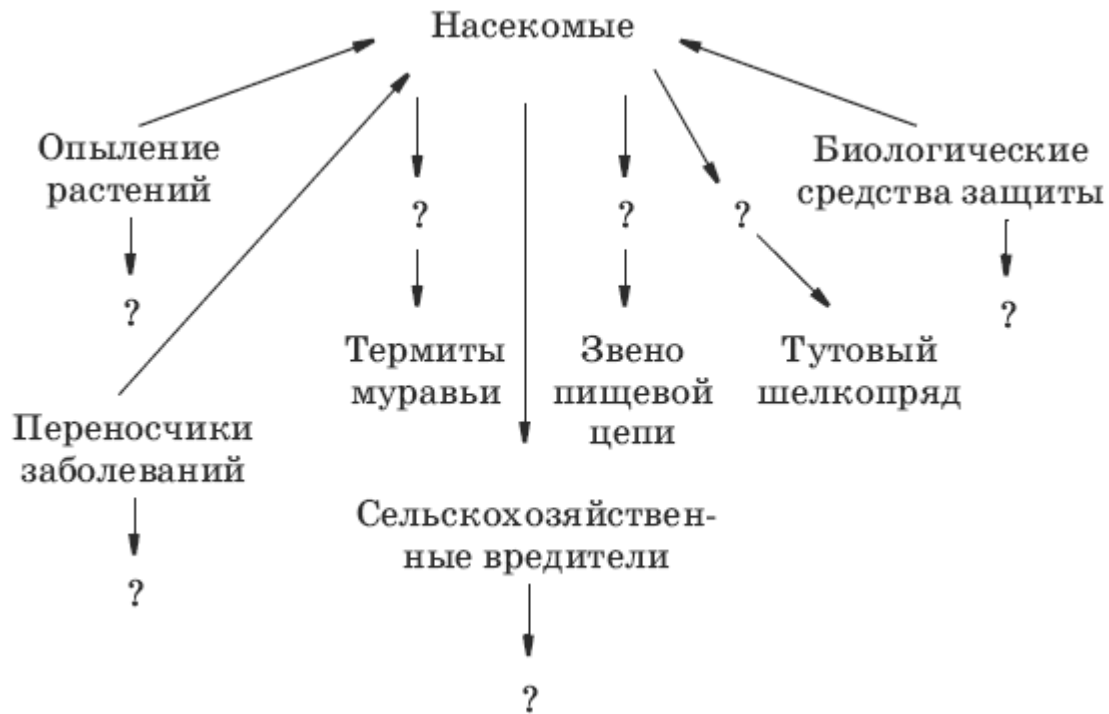 Насекомые
Опыление
растений
Биологические
средства защиты
?
?
?
?
?
Термиты
муравьи
Звено
пищевой
цепи
Тутовый
шелкопряд
Переносчики
заболеваний
Сельскохозяйствен-
ные вредители
?
?